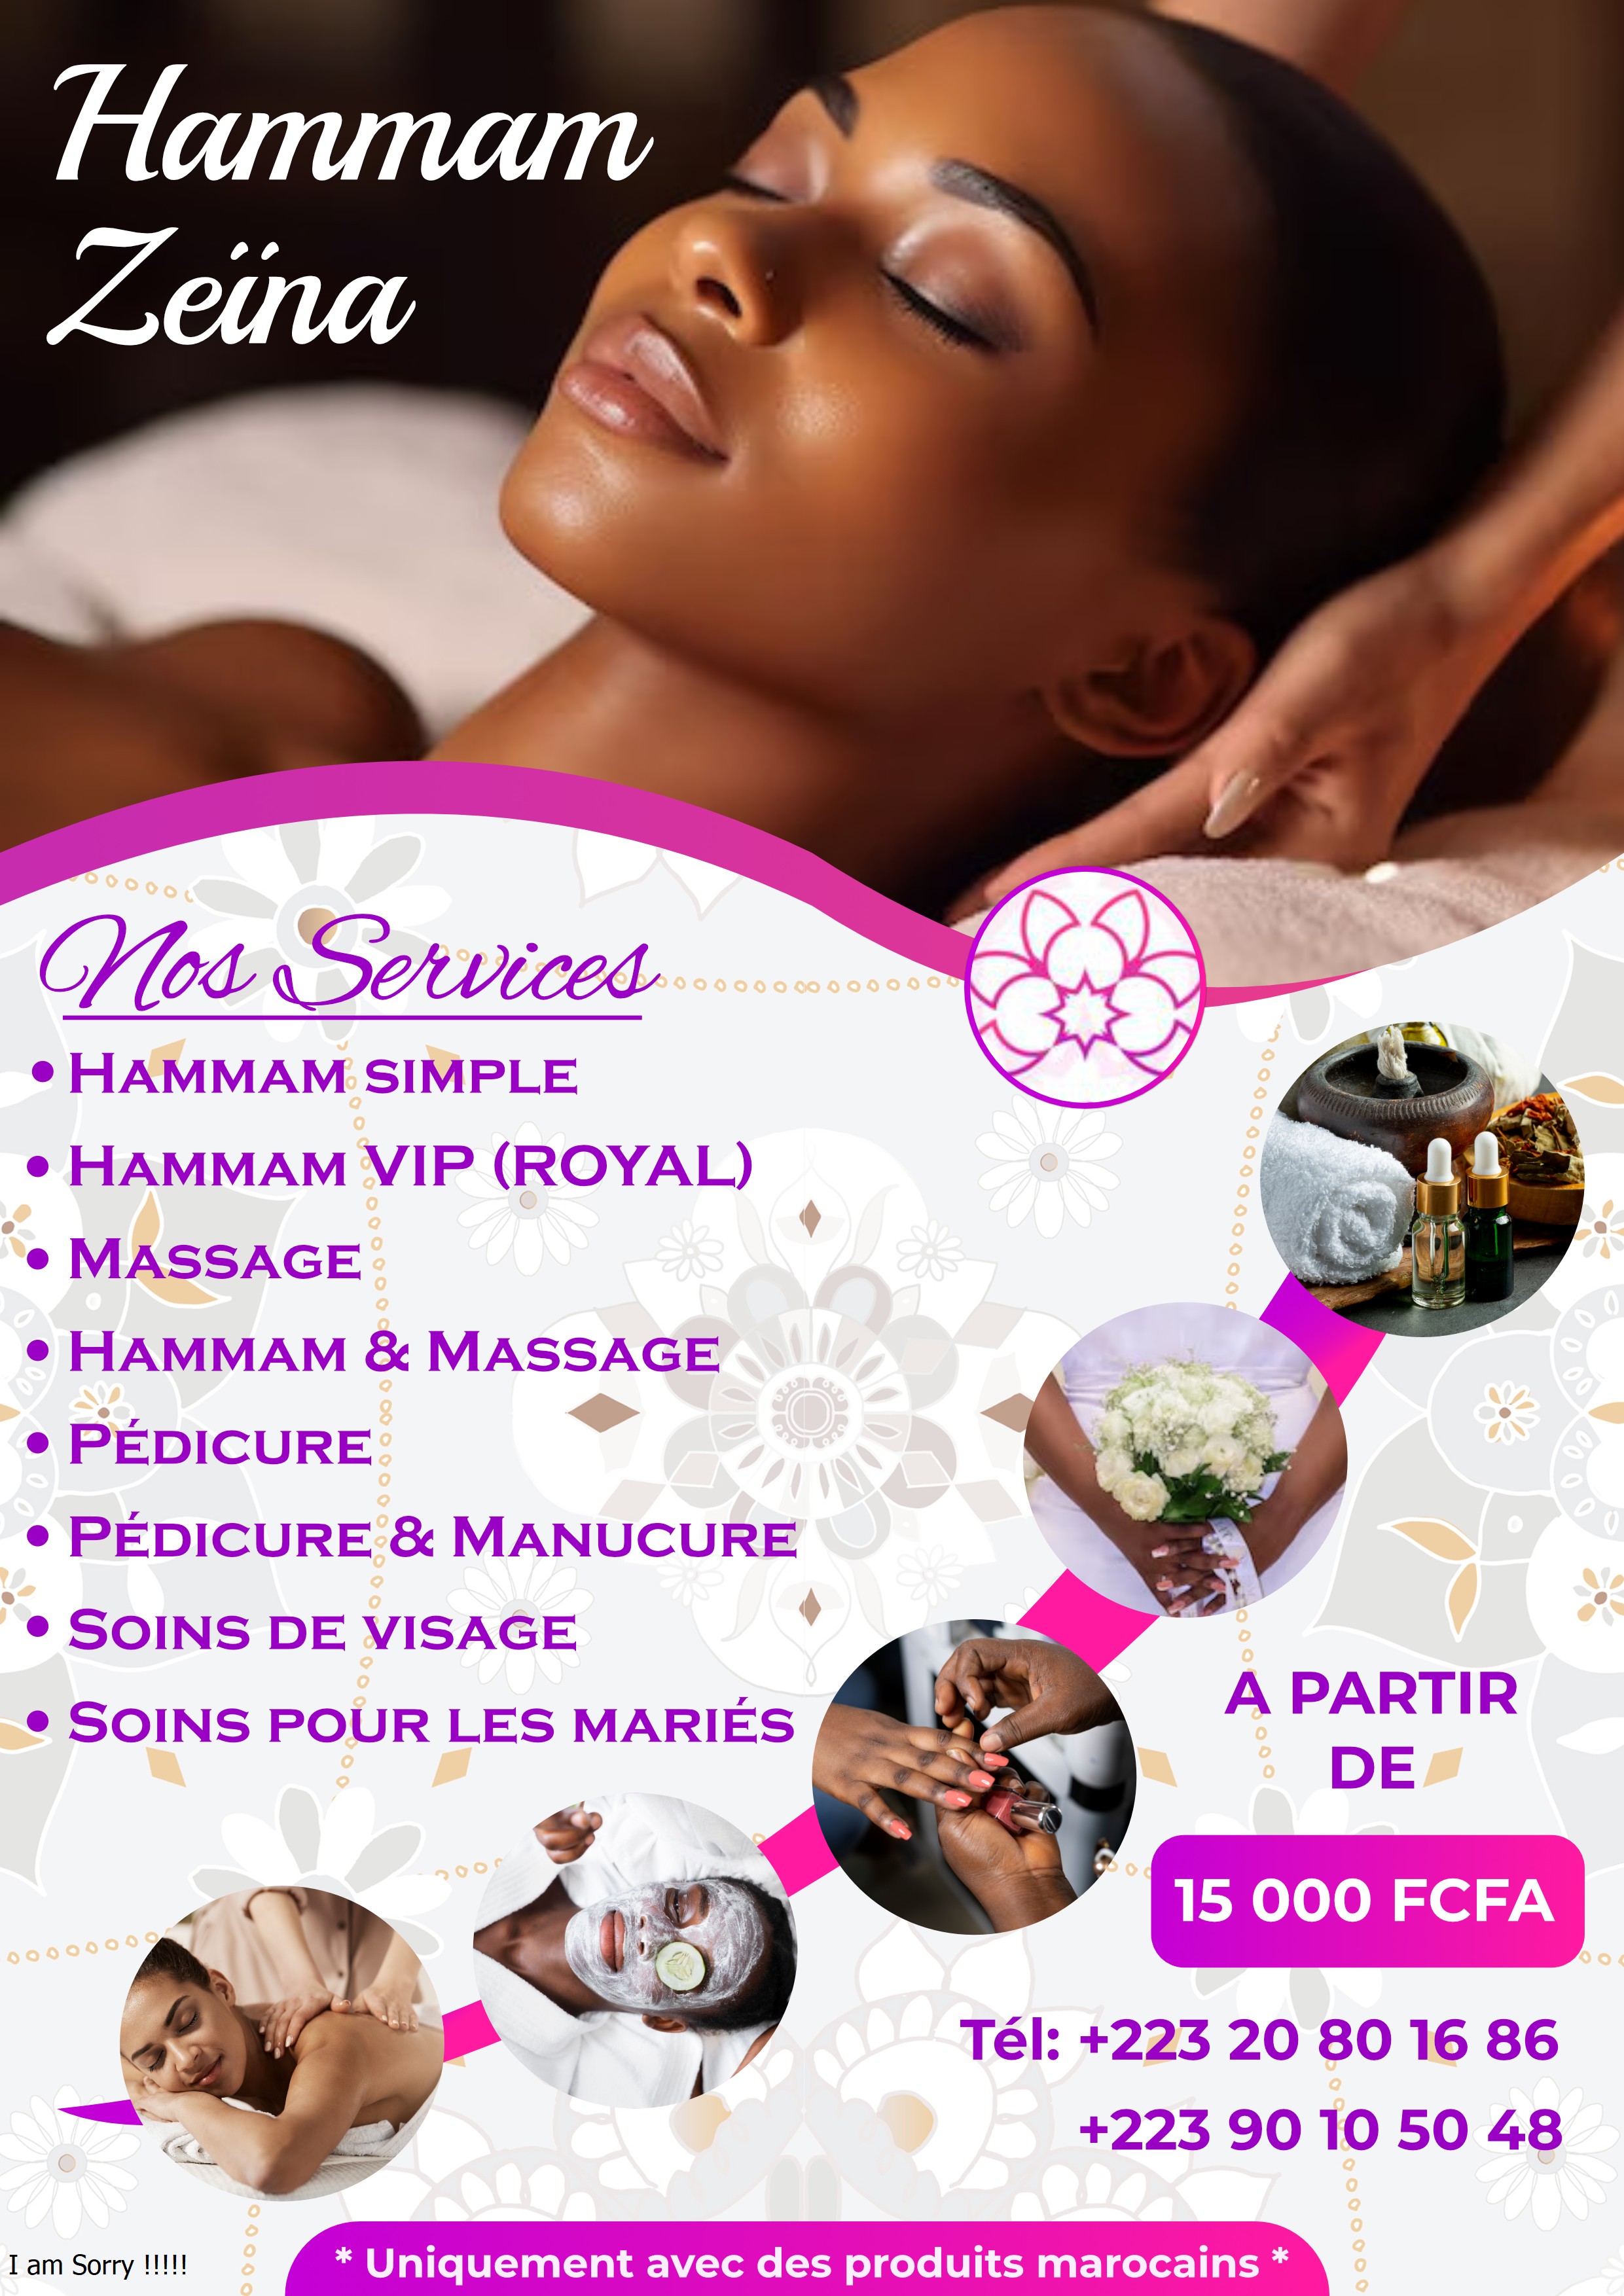 Hammam
Zeïna
Nos Services
• Hammam simple
• Hammam VIP (ROYAL)
• Massage
• Hammam & Massage
• Pédicure
• Pédicure & Manucure
• Soins de visage
• Soins pour les mariés
A PARTIR
DE
15 000 FCFA
Tél: +223 20 80 16 86
+223 90 10 50 48
* Uniquement avec des produits marocains *
I am Sorry !!!!!